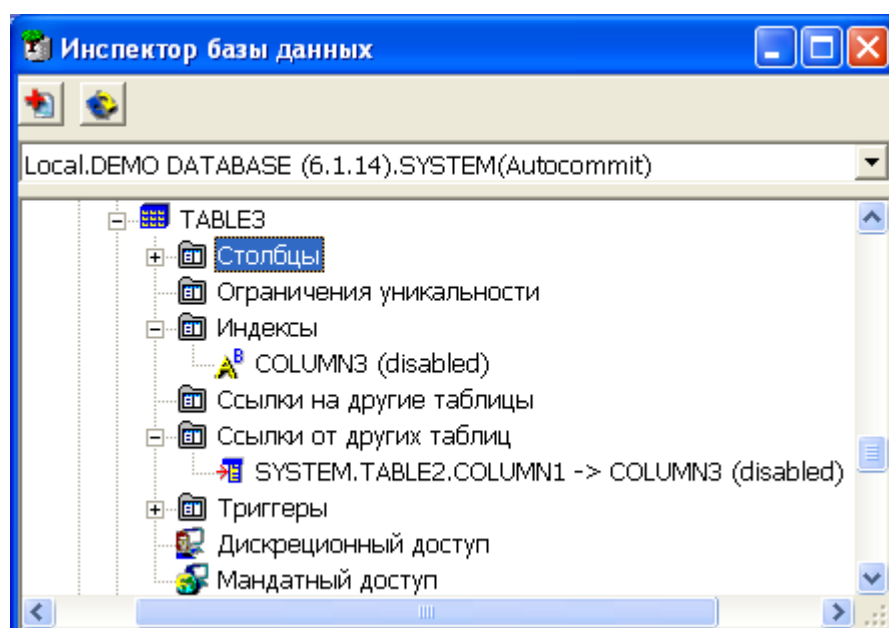 Инспектор базы данных
Local.DEMO DATABASE (6.1.14).SYSTEM(Autocommit)
TABLE3
Столбцы
Ограничения уникальности
Индексы
COLUMN3 (disabled)
Ссылки на другие таблицы
Ссылки от других таблиц
SYSTEM.TABLE2.COLUMN1 -> COLUMN3 (disabled)
Триггеры
Дискреционный доступ
Мандатный доступ